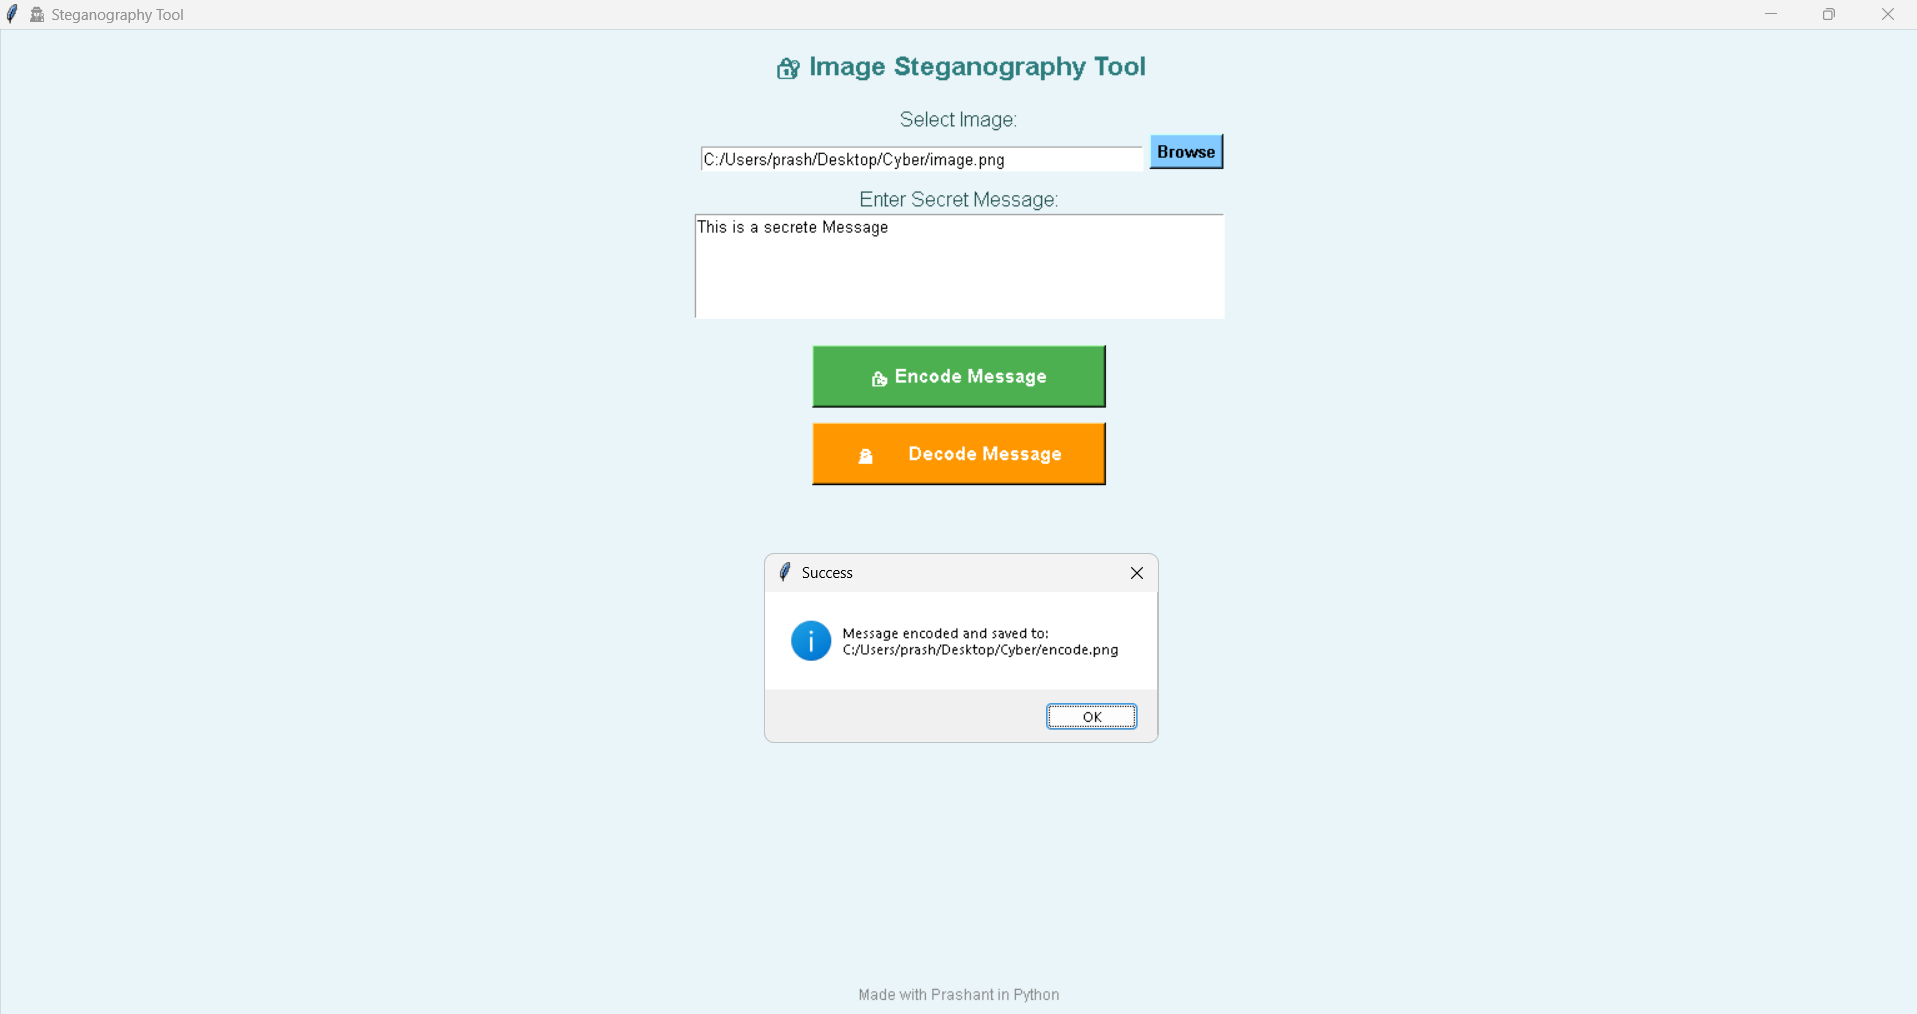 Steganography Tool
Image Steganography Tool
Select Image:
C:/Users/prash/Desktop/Cyber/image.png
Browse
Enter Secret Message:
This is a secrete Message
Encode Message
Decode Message
Success
Message encoded and saved to:
C:/Users/prash/Desktop/Cyber/encode.png
OK
Made with Prashant in Python